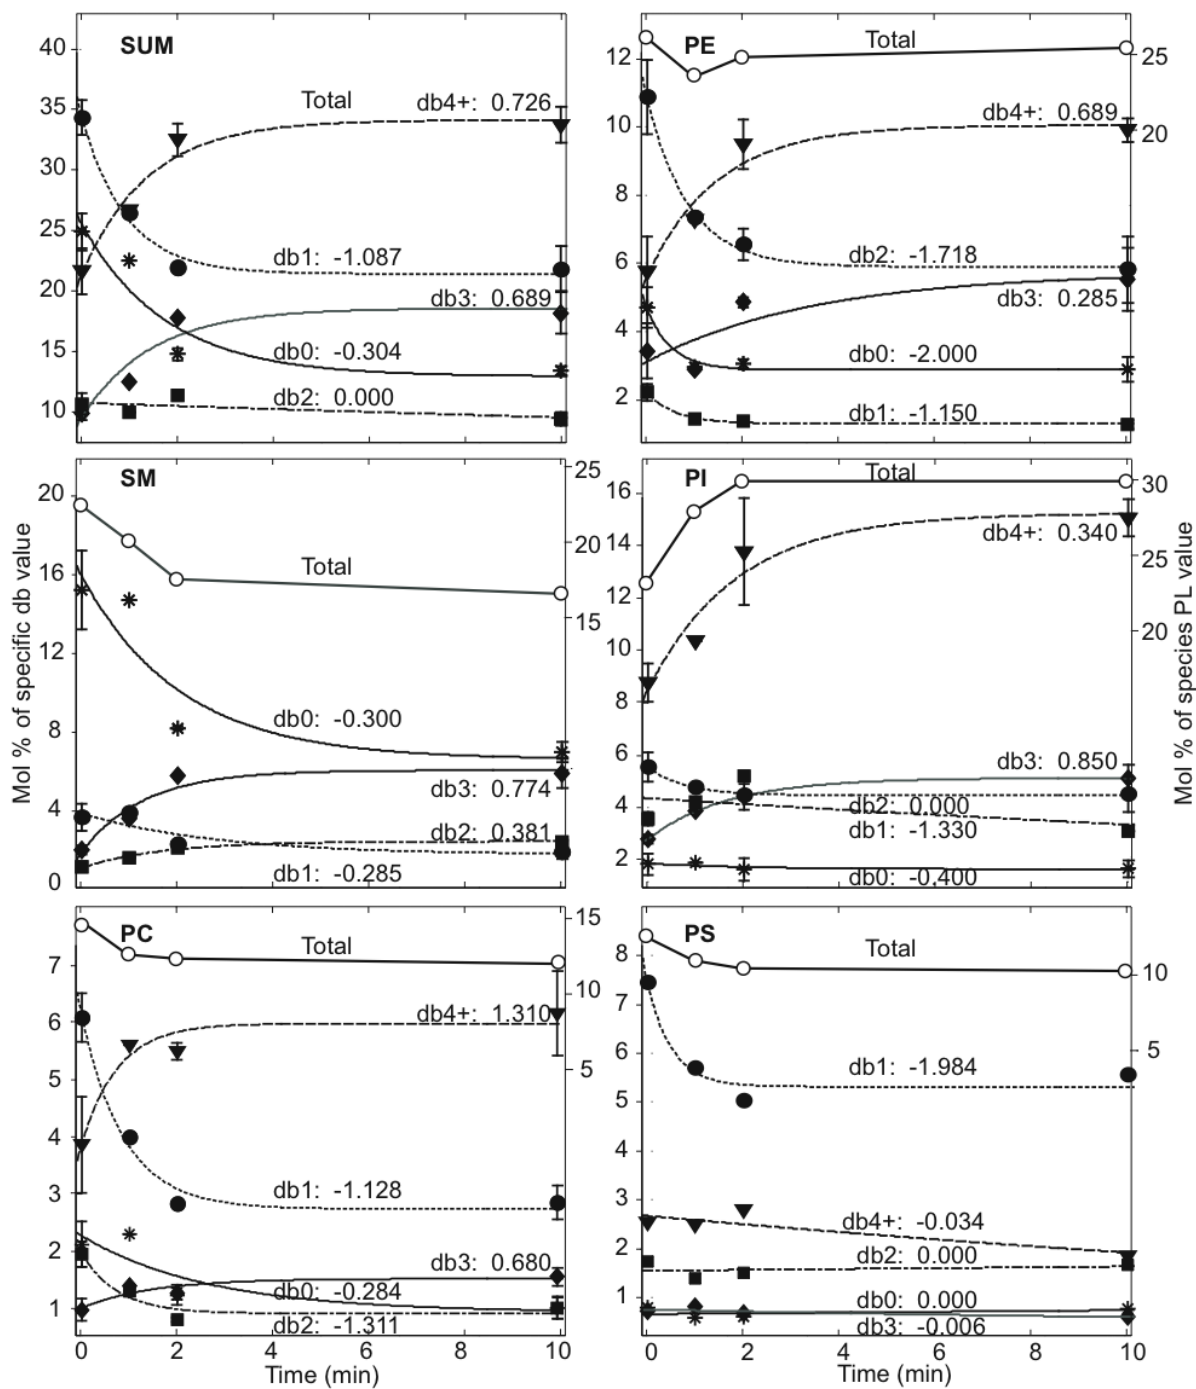 SUM
40
35
30
25
20
15
10
Total
db4+: 0.726
db1: -1.087
db3: 0.689
db0: -0.304
db2: 0.000
PE
12
10
8
6
4
2
25
20
Total
db4+: 0.689
db2: -1.718
db3: 0.285
db0: -2.000
db1: -1.150
Mol % of specific db value
SM
20
16
12
8
4
0
25
20
15
Total
db0: -0.300
db3: 0.774
db2: 0.381
db1: -0.285
PI
16
14
12
10
8
6
4
2
30
25
20
Total
db4+: 0.340
db3: 0.850
db2: 0.000
db1: -1.330
db0: -0.400
Mol % of species PL value
PC
7
6
5
4
3
2
1
15
10
5
Total
db4+: 1.310
db1: -1.128
db3: 0.680
db0: -0.284
db2: -1.311
0 2 4 6 8 10
Time (min)
PS
8
7
6
5
4
3
2
1
10
5
Total
db1: -1.984
db4+: -0.034
db2: 0.000
db0: 0.000
db3: -0.006
0 2 4 6 8 10
Time (min)